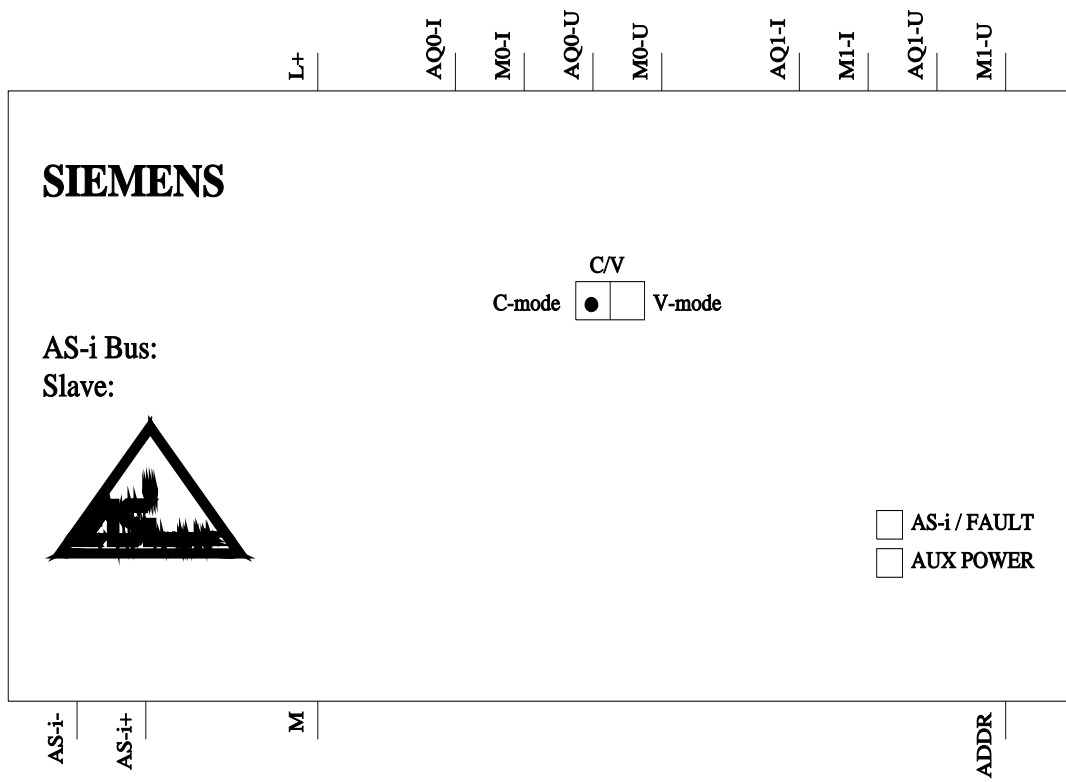 L+
AQ0-I
M0-I
AQ0-U
M0-U
AQ1-I
M1-I
AQ1-U
M1-U
SIEMENS
C/V
C-mode
V-mode
AS-i Bus:
Slave:
AS-i / FAULT
AUX POWER
AS-i-
AS-i+
M
ADDR